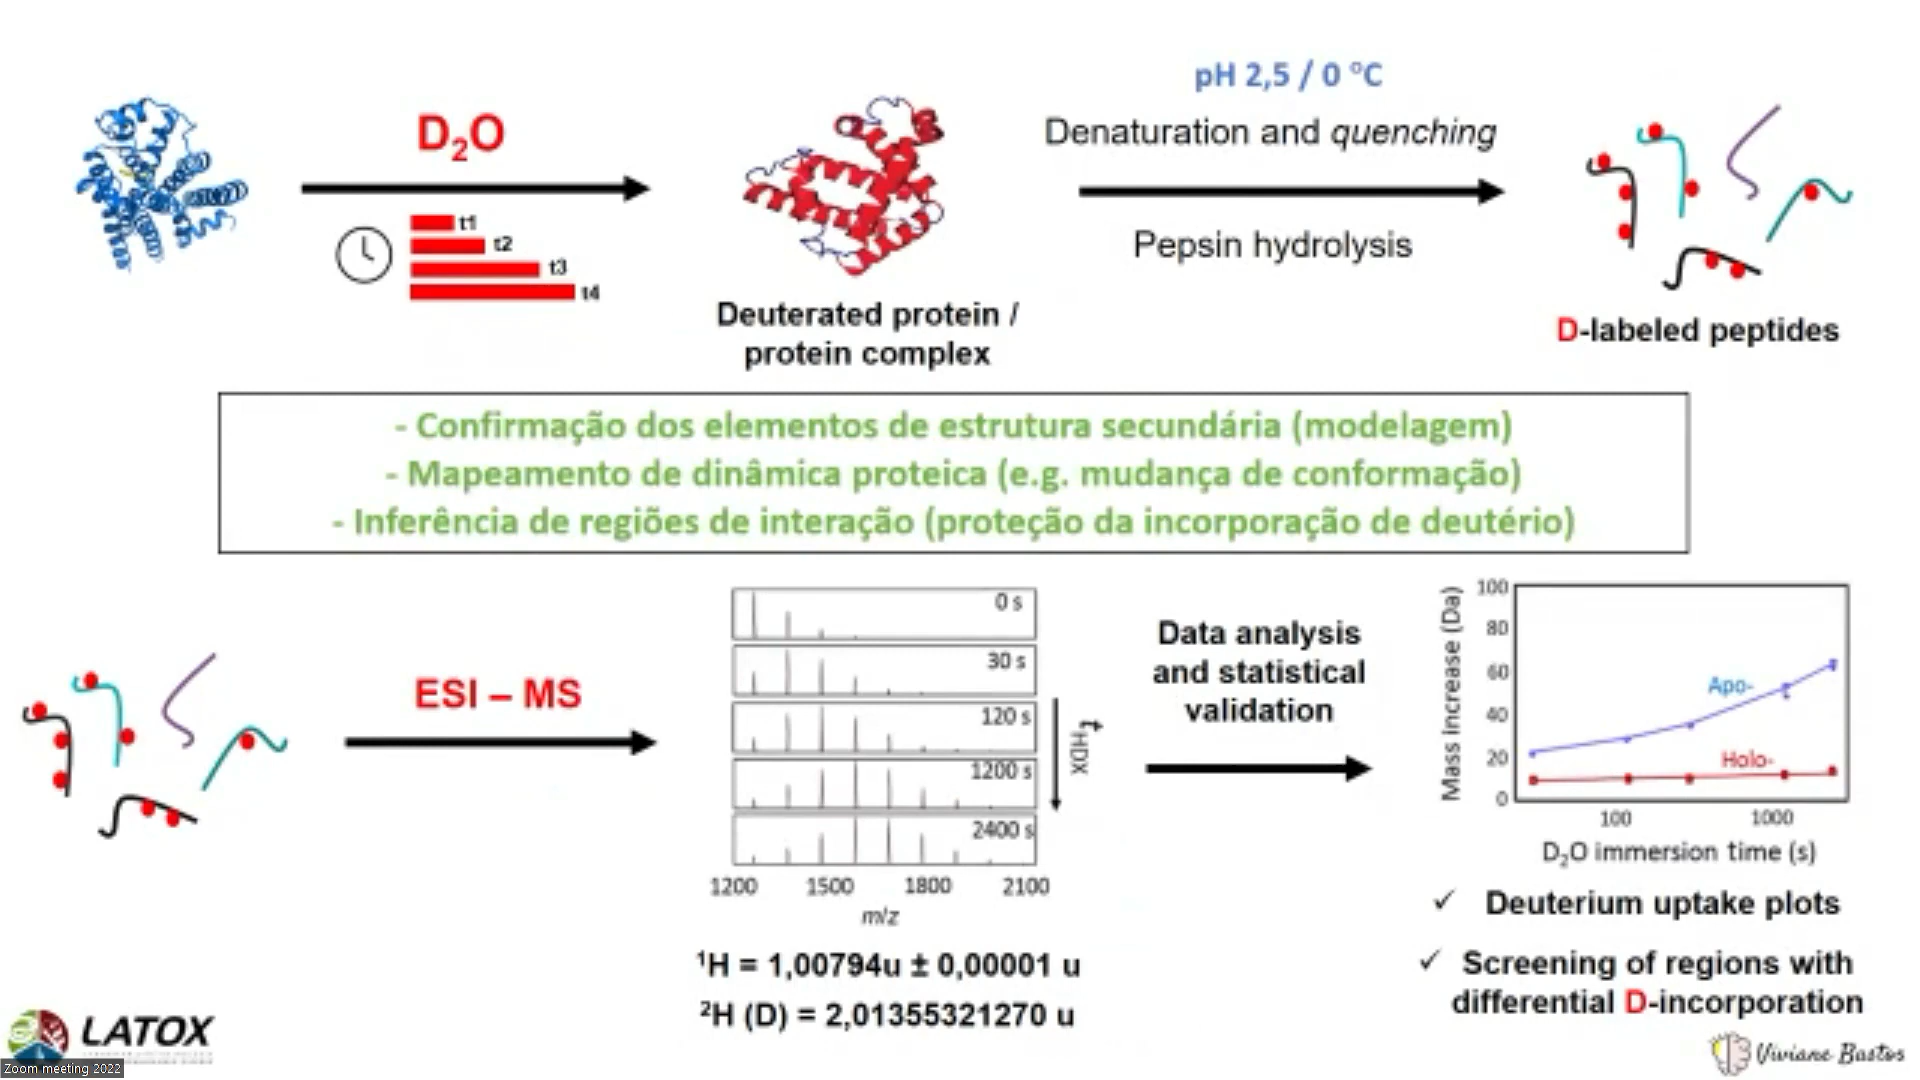 pH 2,5 / 0 °C
D₂O
Denaturation and quenching
t1
t2
t3
t4
Pepsin hydrolysis
Deuterated protein /
protein complex
D-labeled peptides
- Confirmação dos elementos de estrutura secundária (modelagem)
- Mapeamento de dinâmica proteica (e.g. mudança de conformação)
- Inferência de regiões de interação (proteção da incorporação de deutério)
ESI – MS
0 s
30 s
120 s
1200 s
2400 s
tHDX
1200 1500 1800 2100
m/z
¹H = 1,00794u ± 0,00001 u
²H (D) = 2,01355321270 u
Data analysis
and statistical
validation
Mass increase (Da)
100
80
60
40
20
0
Apo-
Holo-
100 1000
D₂O immersion time (s)
✓ Deuterium uptake plots
✓ Screening of regions with
differential D-incorporation
LATOX
Zoom meeting 2022
Viviane Bastos